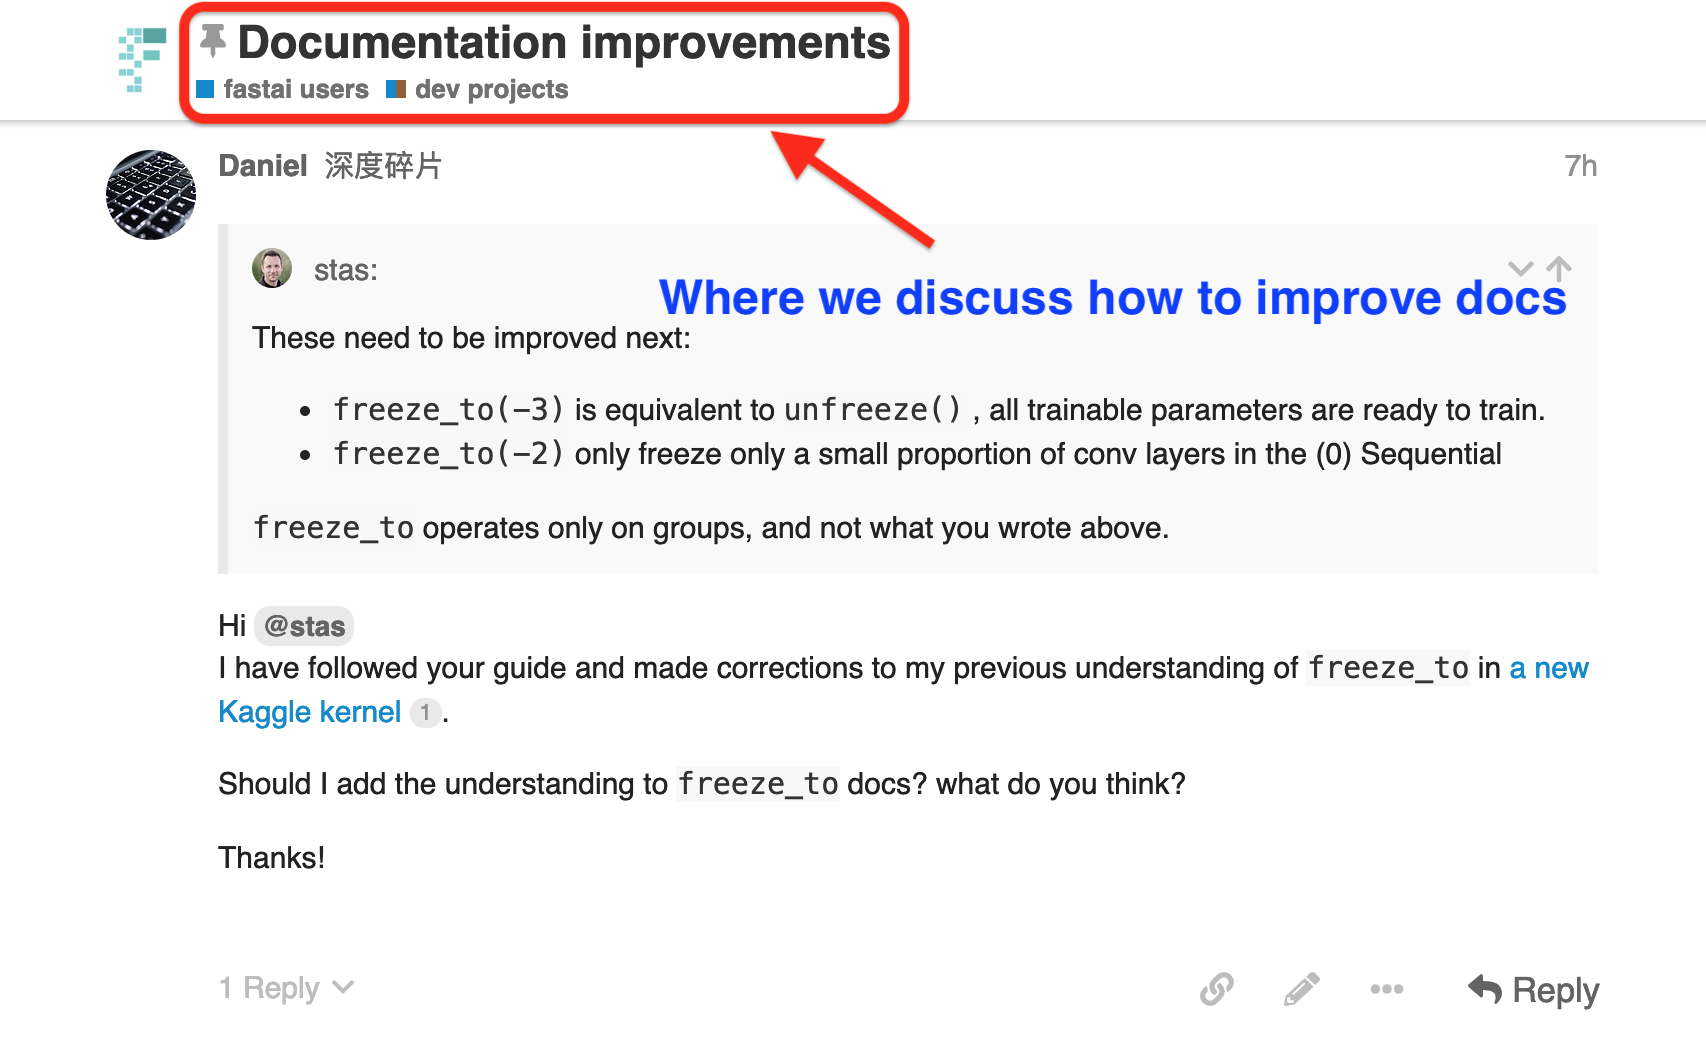 Documentation improvements
fastai users dev projects
Daniel 深度碎片 7h
stas:
Where we discuss how to improve docs
These need to be improved next:
• freeze_to(-3) is equivalent to unfreeze() , all trainable parameters are ready to train.
• freeze_to(-2) only freeze only a small proportion of conv layers in the (0) Sequential
freeze_to operates only on groups, and not what you wrote above.
Hi @stas
I have followed your guide and made corrections to my previous understanding of freeze_to in a new
Kaggle kernel 1.
Should I add the understanding to freeze_to docs? what do you think?
Thanks!
1 Reply Reply